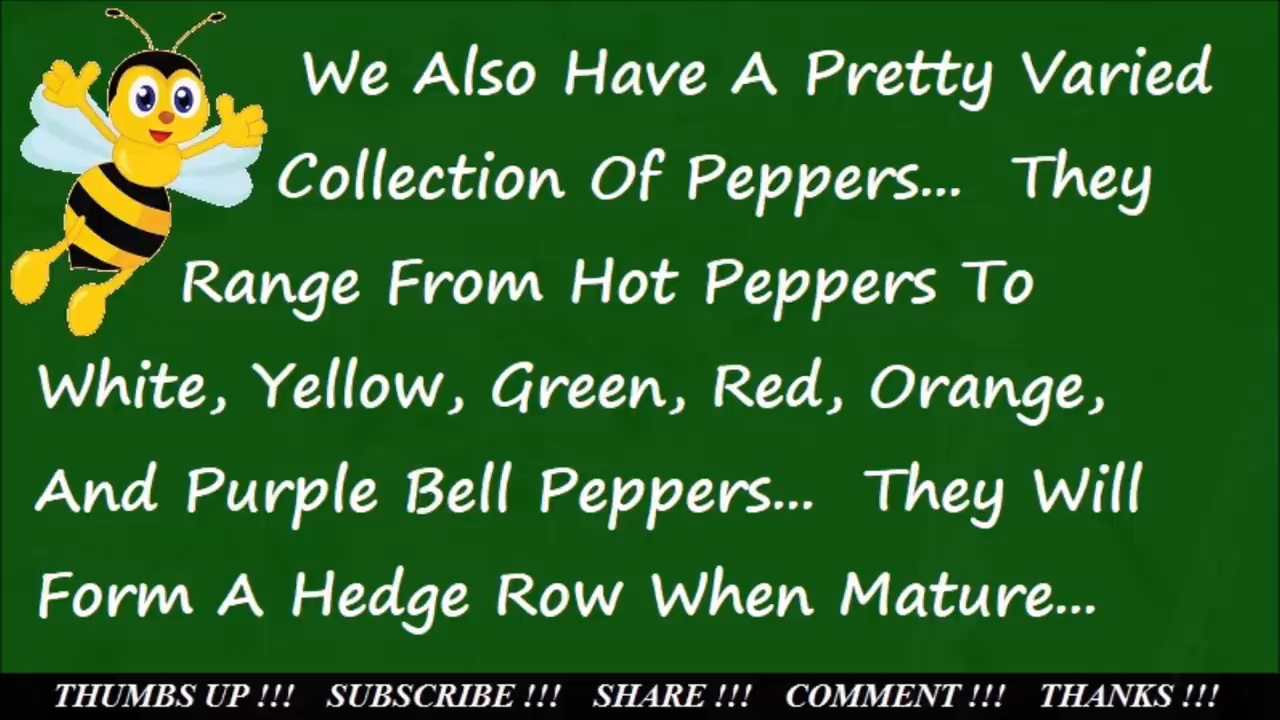 We Also Have A Pretty Varied
Collection Of Peppers...  They
Range From Hot Peppers To
White, Yellow, Green, Red, Orange,
And Purple Bell Peppers...  They Will
Form A Hedge Row When Mature...
THUMBS UP !!!  SUBSCRIBE !!!  SHARE !!!  COMMENT !!!  THANKS !!!